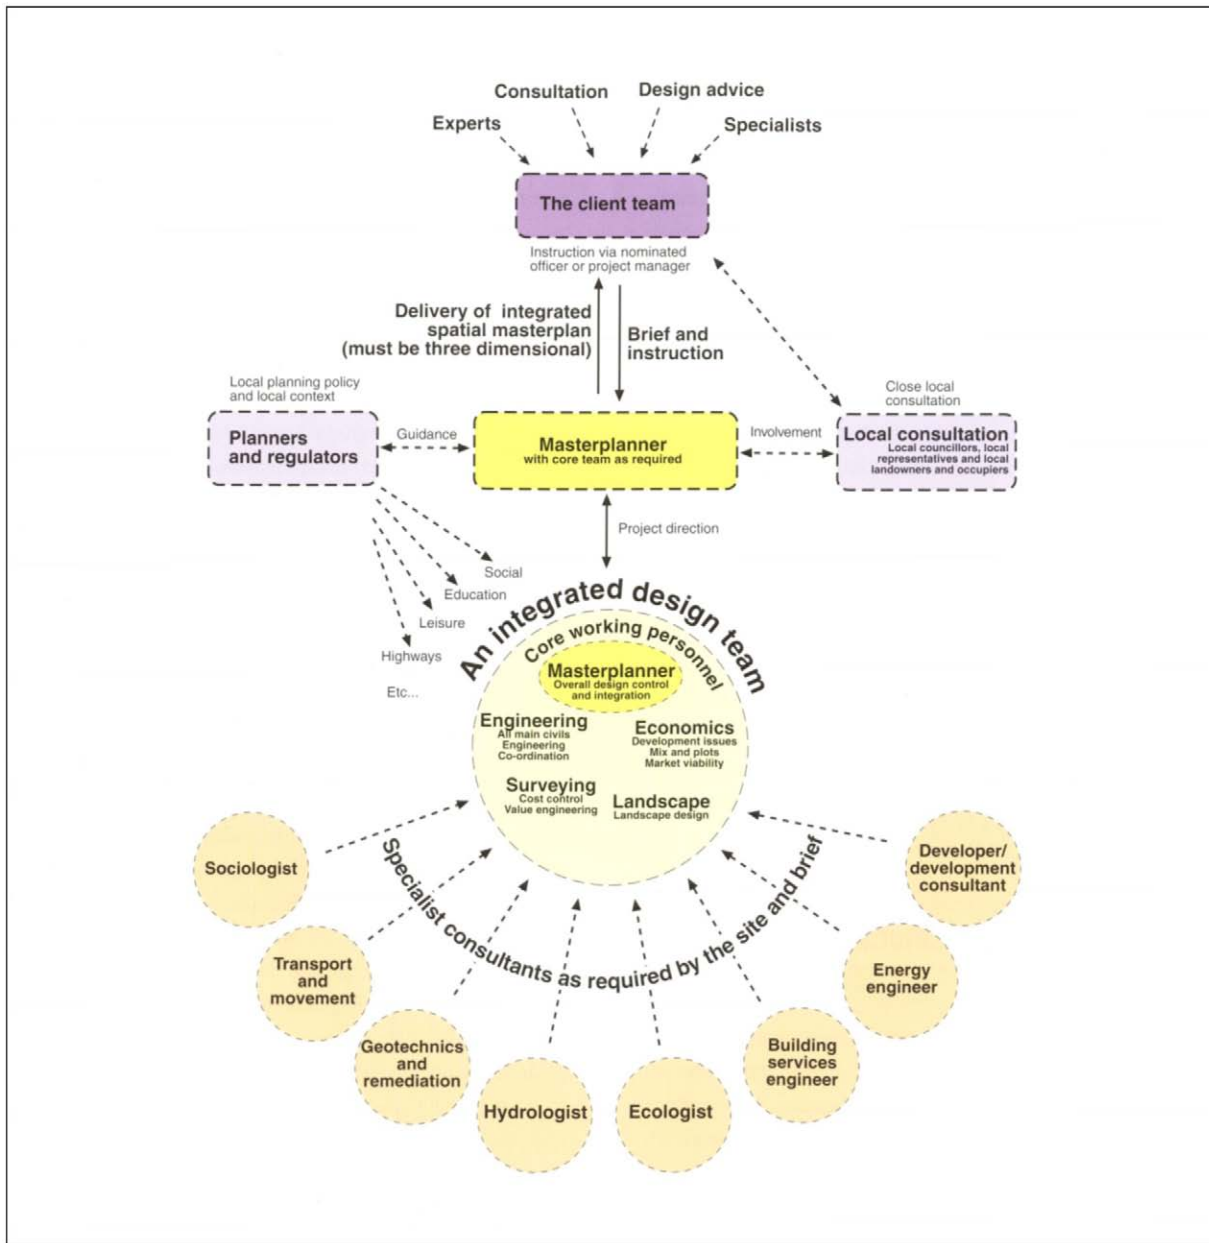 Consultation
Design advice
Experts
Specialists
The client team
Instruction via nominated
officer or project manager
Delivery of integrated
spatial masterplan
(must be three dimensional)
Brief and
instruction
Local planning policy
and local context
Close local
consultation
Planners
and regulators
Guidance
Masterplanner
with core team as required
Involvement
Local consultation
Local councillors, local
representatives and local
landowners and occupiers
Project direction
Social
Education
Leisure
Highways
Etc...
An integrated design team
Core working personnel
Masterplanner
Overall design control
and integration
Engineering
All main civils
Engineering
Co-ordination
Economics
Development issues
Mix and plots
Market viability
Surveying
Cost control
Value engineering
Landscape
Landscape design
Specialist consultants as required by the site and brief
Sociologist
Transport
and
movement
Geotechnics
and
remediation
Hydrologist
Ecologist
Building
services
engineer
Energy
engineer
Developer/
development
consultant